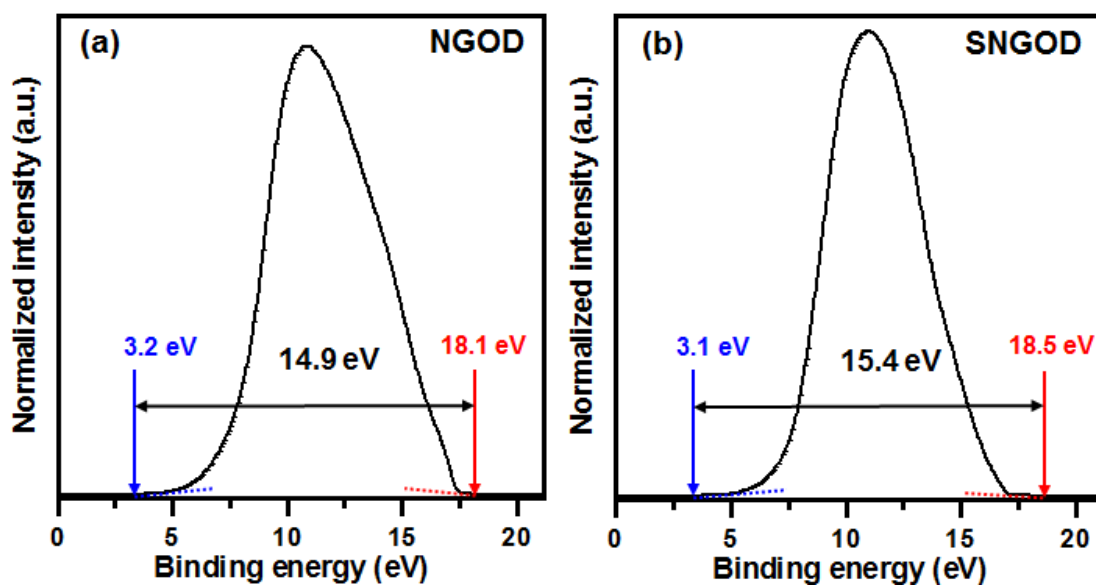 (a)
NGOD
Normalized intensity (a.u.)
3.2 eV
14.9 eV
18.1 eV
0 5 10 15 20
Binding energy (eV)
(b)
SNGOD
Normalized intensity (a.u.)
3.1 eV
15.4 eV
18.5 eV
0 5 10 15 20
Binding energy (eV)